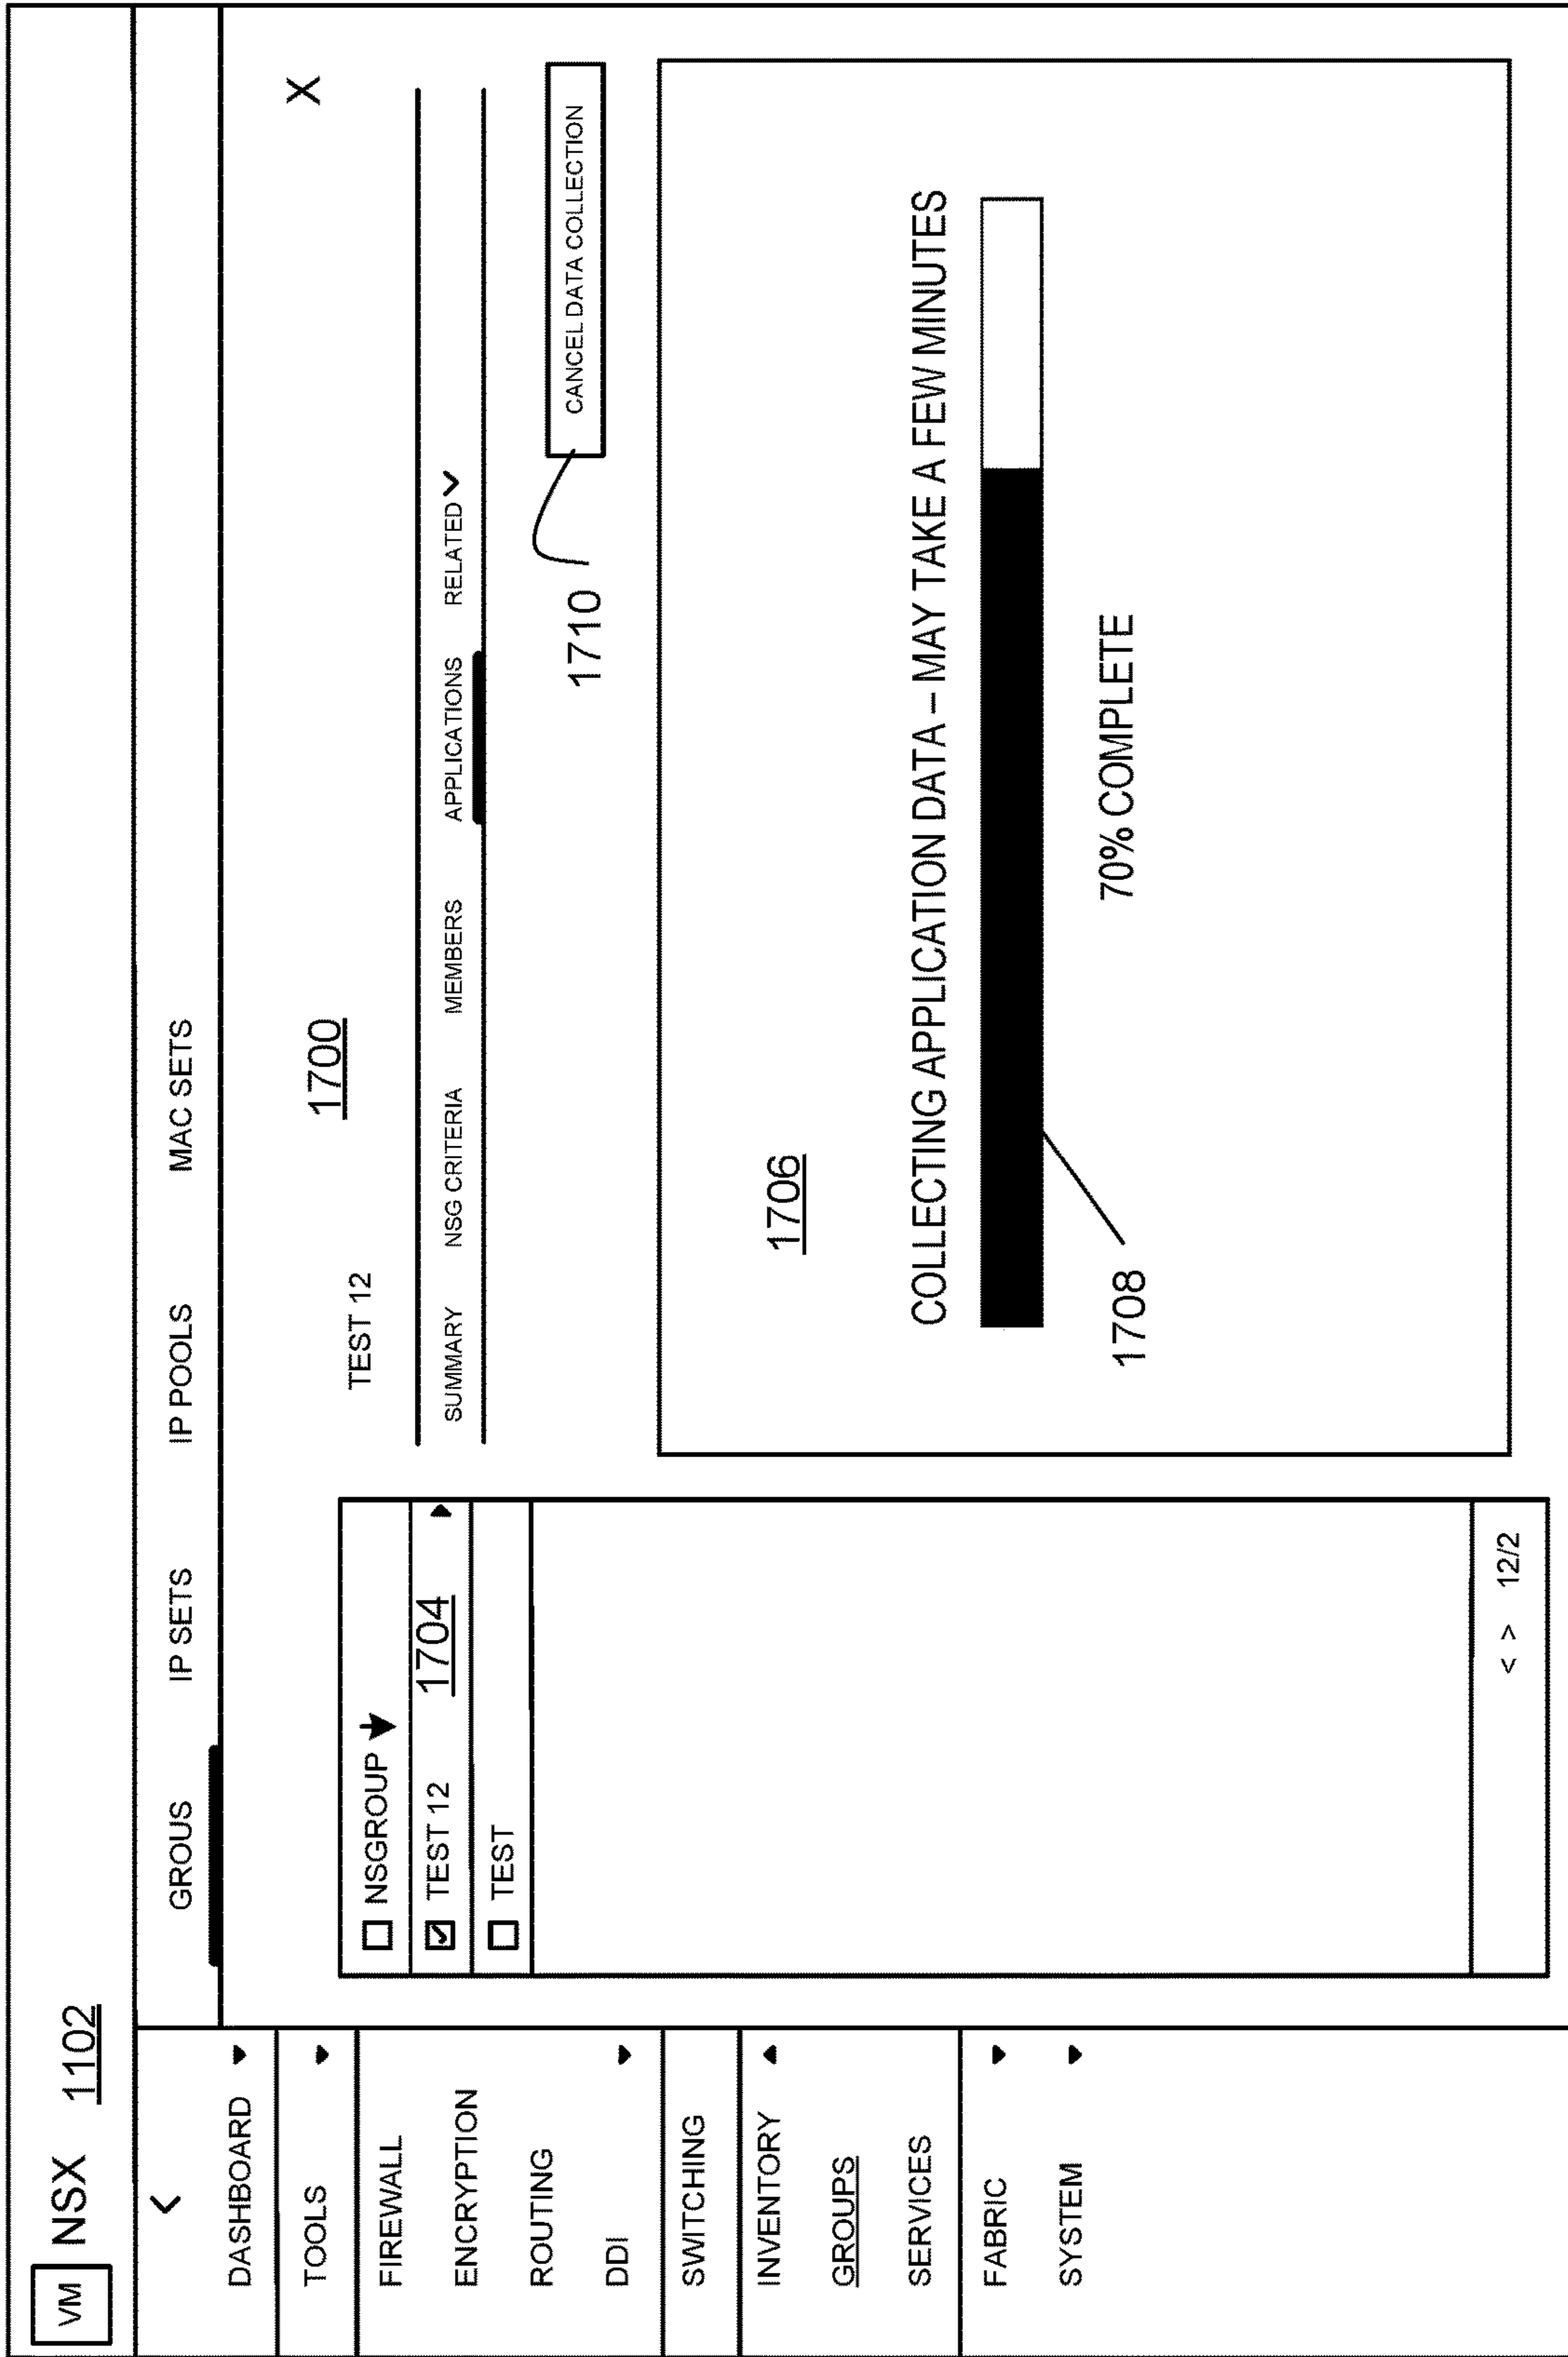 VM NSX 1102
GROUS IP SETS IP POOLS MAC SETS
<
DASHBOARD
TOOLS
FIREWALL
ENCRYPTION
ROUTING
DDI
SWITCHING
INVENTORY
GROUPS
SERVICES
FABRIC
SYSTEM
NSGROUP
TEST 12 1704
TEST
< > 12/2
1700
X
TEST 12
SUMMARY NSG CRITERIA MEMBERS APPLICATIONS RELATED
1710
CANCEL DATA COLLECTION
1706
COLLECTING APPLICATION DATA – MAY TAKE A FEW MINUTES
1708
70% COMPLETE